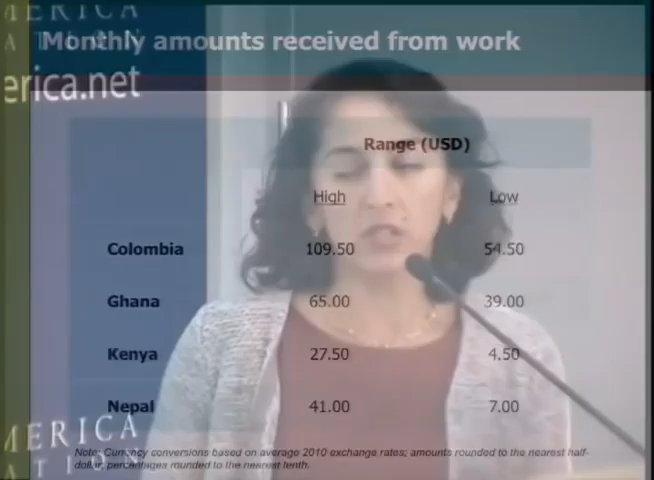 MERICA
A T I O N
Monthly amounts received from work
erica.net
Range (USD)
High Low
Colombia 109.50 54.50
Ghana 65.00 39.00
Kenya 27.50 4.50
Nepal 41.00 7.00
MERICA
A T I O N
Note: Currency conversions based on average 2010 exchange rates; amounts rounded to the nearest half-
dollar, percentages rounded to the nearest tenth.